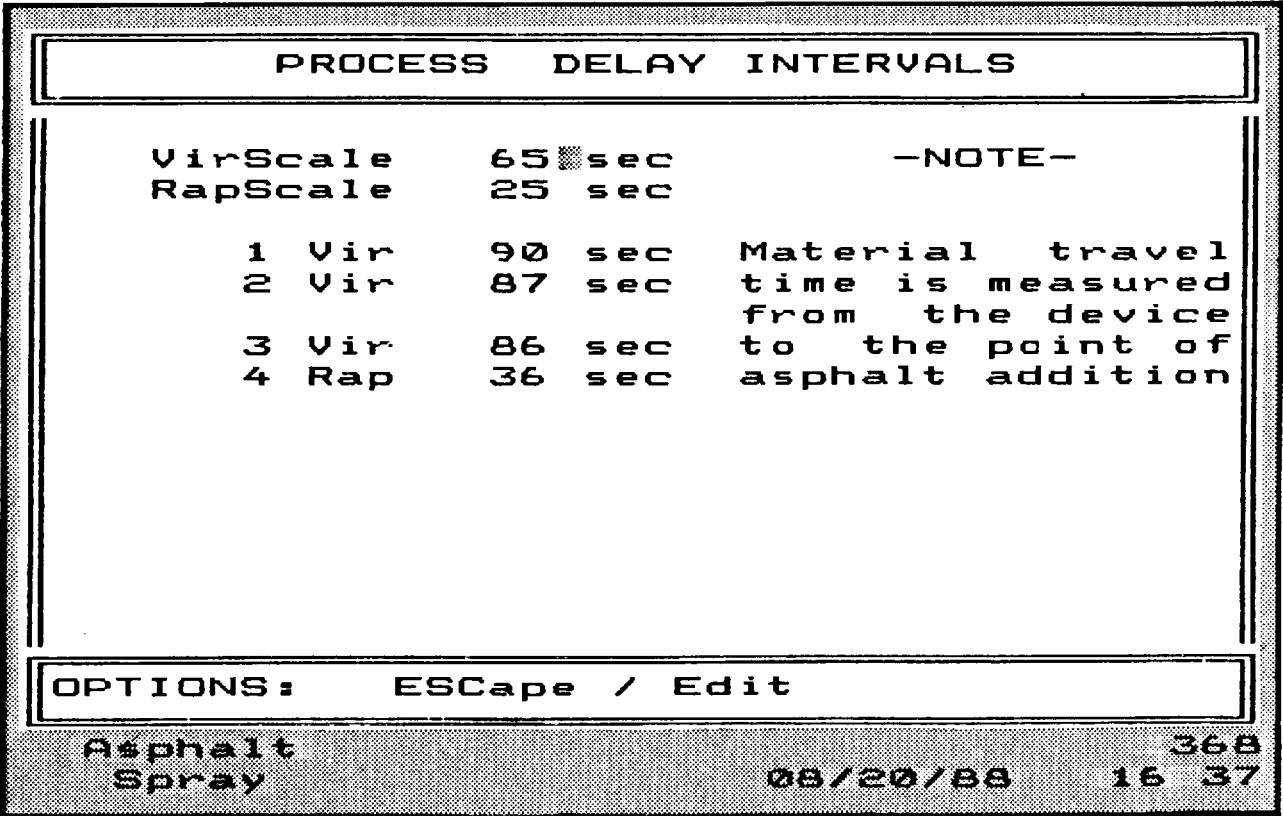 PROCESS DELAY INTERVALS
VirScale 65 sec
RapScale 25 sec
1 Vir 90 sec
2 Vir 87 sec
3 Vir 86 sec
4 Rap 36 sec
-NOTE-
Material travel
time is measured
from the device
to the point of
asphalt addition
OPTIONS: ESCape / Edit
Asphalt 368
Spray 08/20/88 16 37